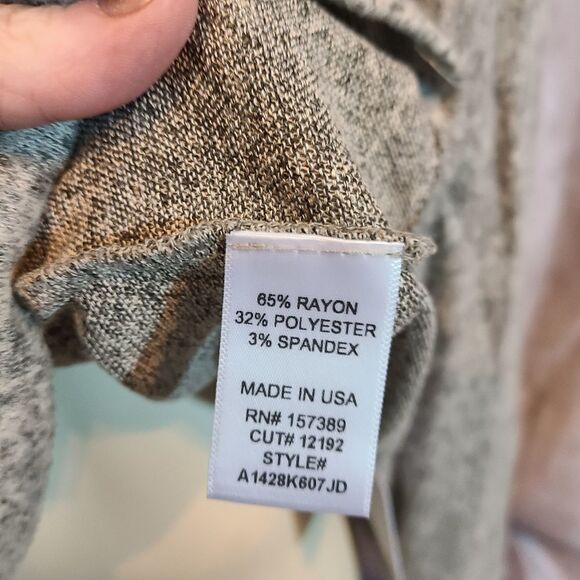 65% RAYON
32% POLYESTER
3% SPANDEX
MADE IN USA
RN# 157389
CUT# 12192
STYLE#
A1428K607JD